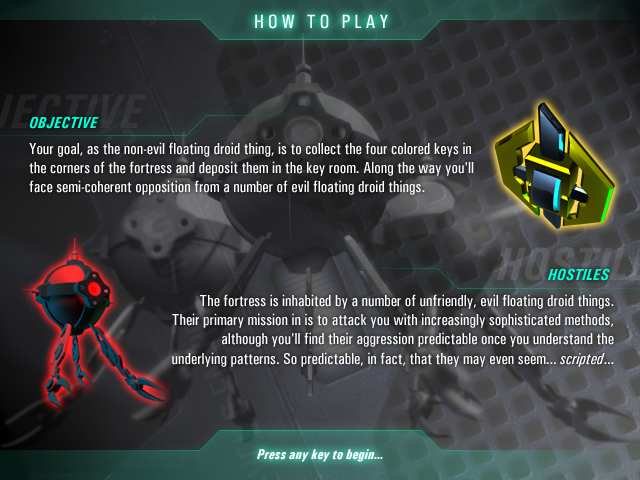 HOW TO PLAY
JECTIVE
OBJECTIVE
Your goal, as the non-evil floating droid thing, is to collect the four colored keys in
the corners of the fortress and deposit them in the key room. Along the way you'll
face semi-coherent opposition from a number of evil floating droid things.
HOSTILE
HOSTILES
The fortress is inhabited by a number of unfriendly, evil floating droid things.
Their primary mission in is to attack you with increasingly sophisticated methods,
although you'll find their aggression predictable once you understand the
underlying patterns. So predictable, in fact, that they may even seem... scripted...
Press any key to begin...